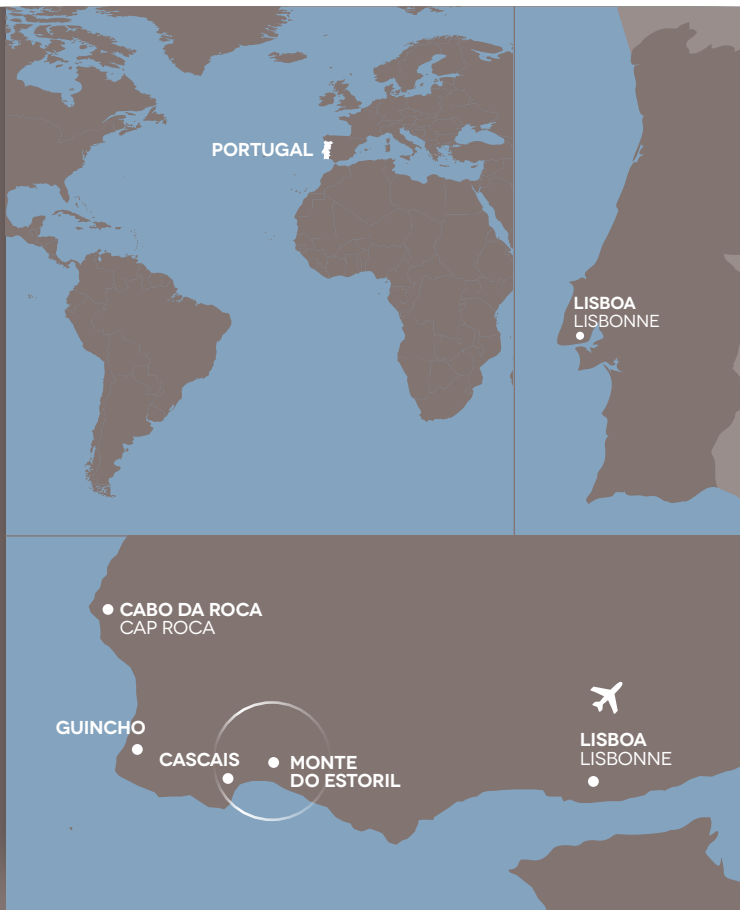 PORTUGAL
LISBOA
LISBONNE
CABO DA ROCA
CAP ROCA
GUINCHO
CASCAIS
MONTE
DO ESTORIL
LISBOA
LISBONNE